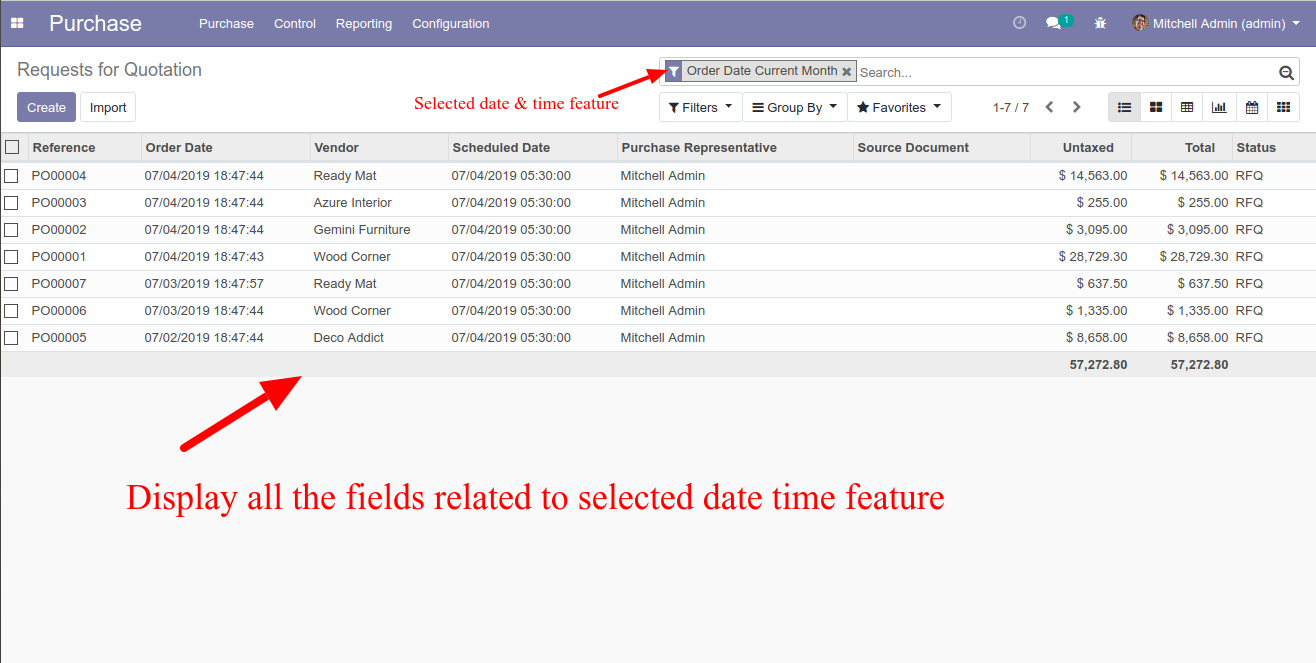 Purchase Purchase Control Reporting Configuration 1 Mitchell Admin (admin)
Requests for Quotation Order Date Current Month Search...
Selected date & time feature
Create Import Filters Group By Favorites 1-7 / 7
Reference Order Date Vendor Scheduled Date Purchase Representative Source Document Untaxed Total Status
PO00004 07/04/2019 18:47:44 Ready Mat 07/04/2019 05:30:00 Mitchell Admin $ 14,563.00 $ 14,563.00 RFQ
PO00003 07/04/2019 18:47:44 Azure Interior 07/04/2019 05:30:00 Mitchell Admin $ 255.00 $ 255.00 RFQ
PO00002 07/04/2019 18:47:44 Gemini Furniture 07/04/2019 05:30:00 Mitchell Admin $ 3,095.00 $ 3,095.00 RFQ
PO00001 07/04/2019 18:47:43 Wood Corner 07/04/2019 05:30:00 Mitchell Admin $ 28,729.30 $ 28,729.30 RFQ
PO00007 07/03/2019 18:47:57 Ready Mat 07/04/2019 05:30:00 Mitchell Admin $ 637.50 $ 637.50 RFQ
PO00006 07/03/2019 18:47:44 Wood Corner 07/04/2019 05:30:00 Mitchell Admin $ 1,335.00 $ 1,335.00 RFQ
PO00005 07/02/2019 18:47:44 Deco Addict 07/04/2019 05:30:00 Mitchell Admin $ 8,658.00 $ 8,658.00 RFQ
57,272.80 57,272.80
Display all the fields related to selected date time feature